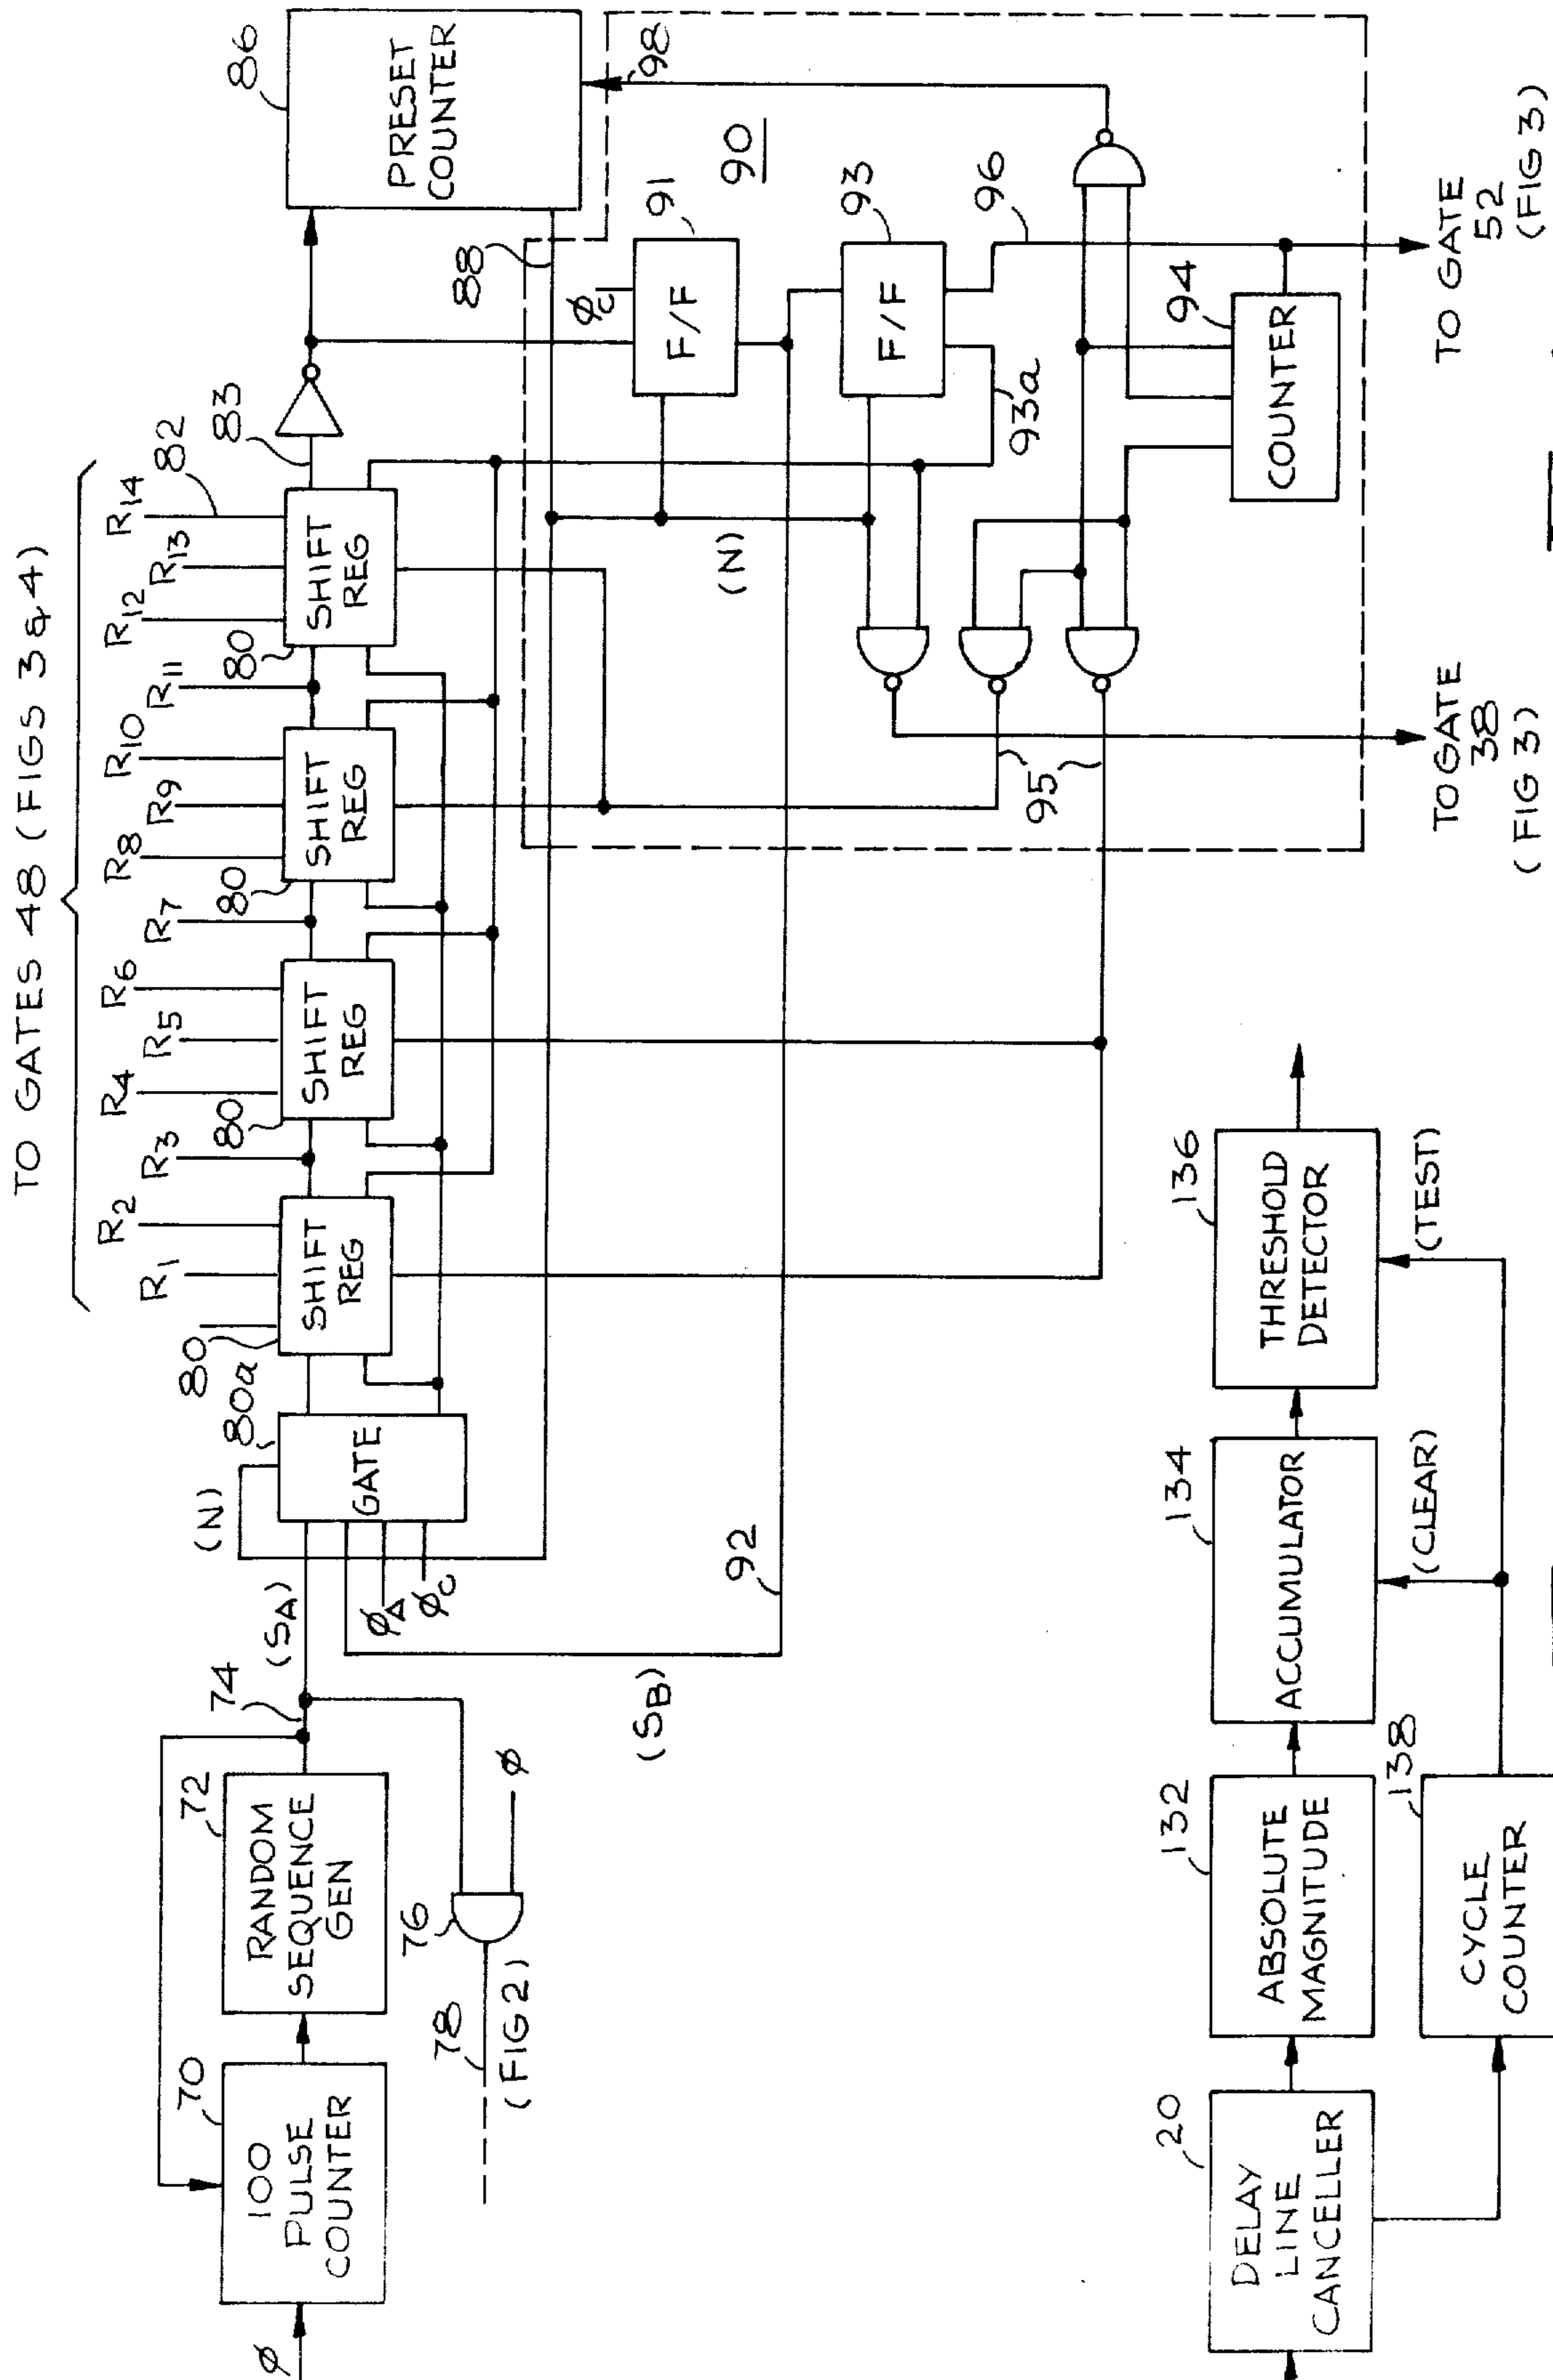 TO GATES 48 (FIGS 3 & 4)
R1
R2
R3
R4
R5
R6
R7
R8
R9
R10
R11
R12
R13
R14
82
83
86
PRESET
COUNTER
80
SHIFT
REG
80
SHIFT
REG
80
SHIFT
REG
80
SHIFT
REG
80a
GATE
(N)
(SA)
ϕA
ϕC
(SB)
92
ϕ
70
100
PULSE
COUNTER
72
RANDOM
SEQUENCE
GEN
74
76
ϕ
78
(FIG 2)
88
ϕC
91
F/F
90
98
(N)
93
F/F
93a
96
94
COUNTER
95
TO GATE
38
(FIG 3)
TO GATE
52
(FIG 3)
20
DELAY
LINE
CANCELLER
132
ABSOLUTE
MAGNITUDE
134
ACCUMULATOR
136
THRESHOLD
DETECTOR
(CLEAR)
(TEST)
138
CYCLE
COUNTER